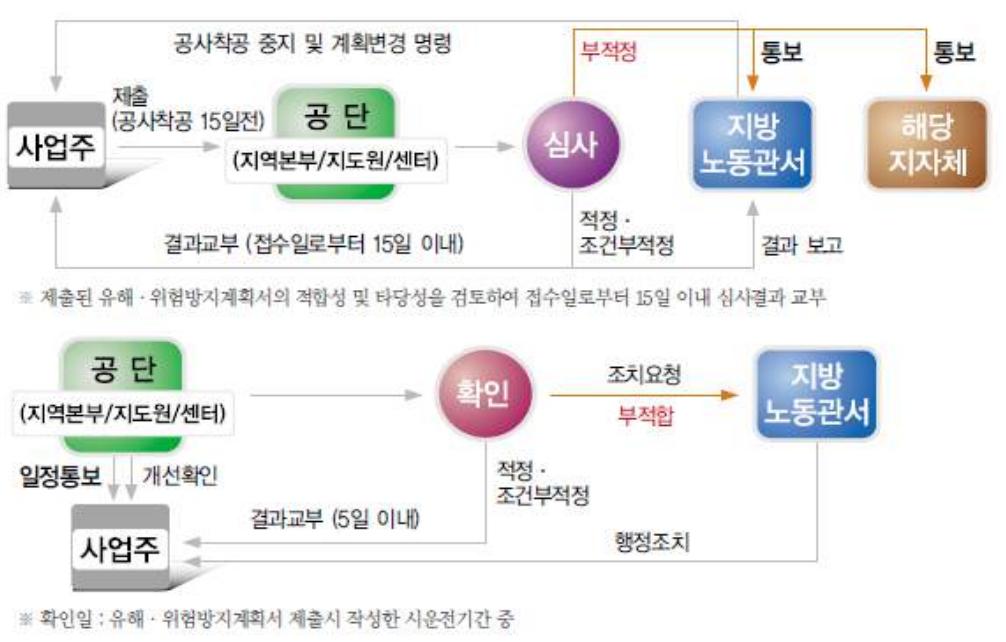 공사착공 중지 및 계획변경 명령
부적정
통보
통보
제출
(공사착공 15일전)
사업주
공 단
(지역본부/지도원/센터)
심사
지방
노동관서
해당
지자체
적정 ·
조건부적정
결과교부 (접수일로부터 15일 이내)
결과 보고
※ 제출된 유해 · 위험방지계획서의 적합성 및 타당성을 검토하여 접수일로부터 15일 이내 심사결과 교부
공 단
(지역본부/지도원/센터)
확인
조치요청
부적합
지방
노동관서
일정통보
개선확인
적정 ·
조건부적정
사업주
결과교부 (5일 이내)
행정조치
※ 확인일 : 유해 · 위험방지계획서 제출시 작성한 시운전기간 중